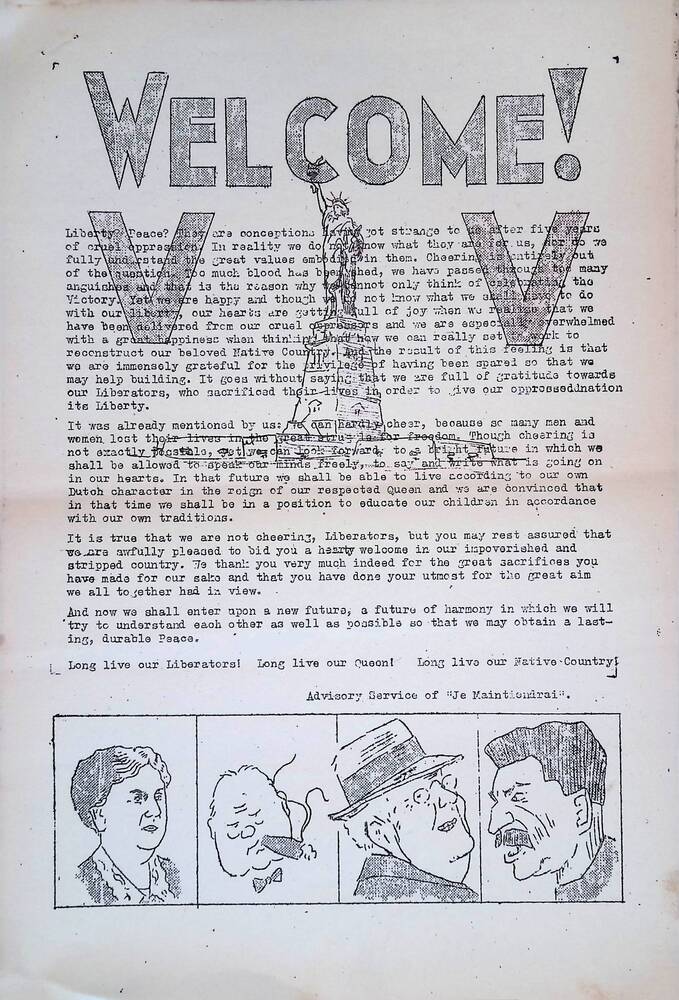 WELCOME!
V V
Liberty? Peace? They are conceptions having got strange to us after five years
of cruel oppression. In reality we do not know what they are for us, nor do we
fully understand the great values embodied in them. Cheering is entirely out
of the question. Too much blood has been shed, we have passed through too many
anguishes and that is the reason why we cannot only think of celebrating the
Victory. Yet we are happy and though we do not know what we shall have to do
with our liberty, our hearts are getting full of joy when we realise that we
have been delivered from our cruel oppressors and we are especially overwhelmed
with a great happiness when thinking that now we can really set to work to
reconstruct our beloved Native Country. And the result of this feeling is that
we are immensely grateful for the privilege of having been spared so that we
may help building. It goes without saying that we are full of gratitude towards
our Liberators, who sacrificed their lives in order to give our oppresseddnation
its Liberty.
It was already mentioned by us: we can hardly cheer, because so many men and
women lost their lives in the great struggle for freedom. Though cheering is
not exactly possible, yet we can look forward, to a bright future in which we
shall be allowed to speak our minds freely, to say and write what is going on
in our hearts. In that future we shall be able to live according to our own
Dutch character in the reign of our respected Queen and we are convinced that
in that time we shall be in a position to educate our children in accordance
with our own traditions.
It is true that we are not cheering, Liberators, but you may rest assured that
we are awfully pleased to bid you a hearty welcome in our impoverished and
stripped country. We thank you very much indeed for the great sacrifices you
have made for our sake and that you have done your utmost for the great aim
we all together had in view.
And now we shall enter upon a new future, a future of harmony in which we will
try to understand each other as well as possible so that we may obtain a last-
ing, durable Peace.
Long live our Liberators! Long live our Queen! Long live our Native Country!
Advisory Service of "Je Maintiendrai".